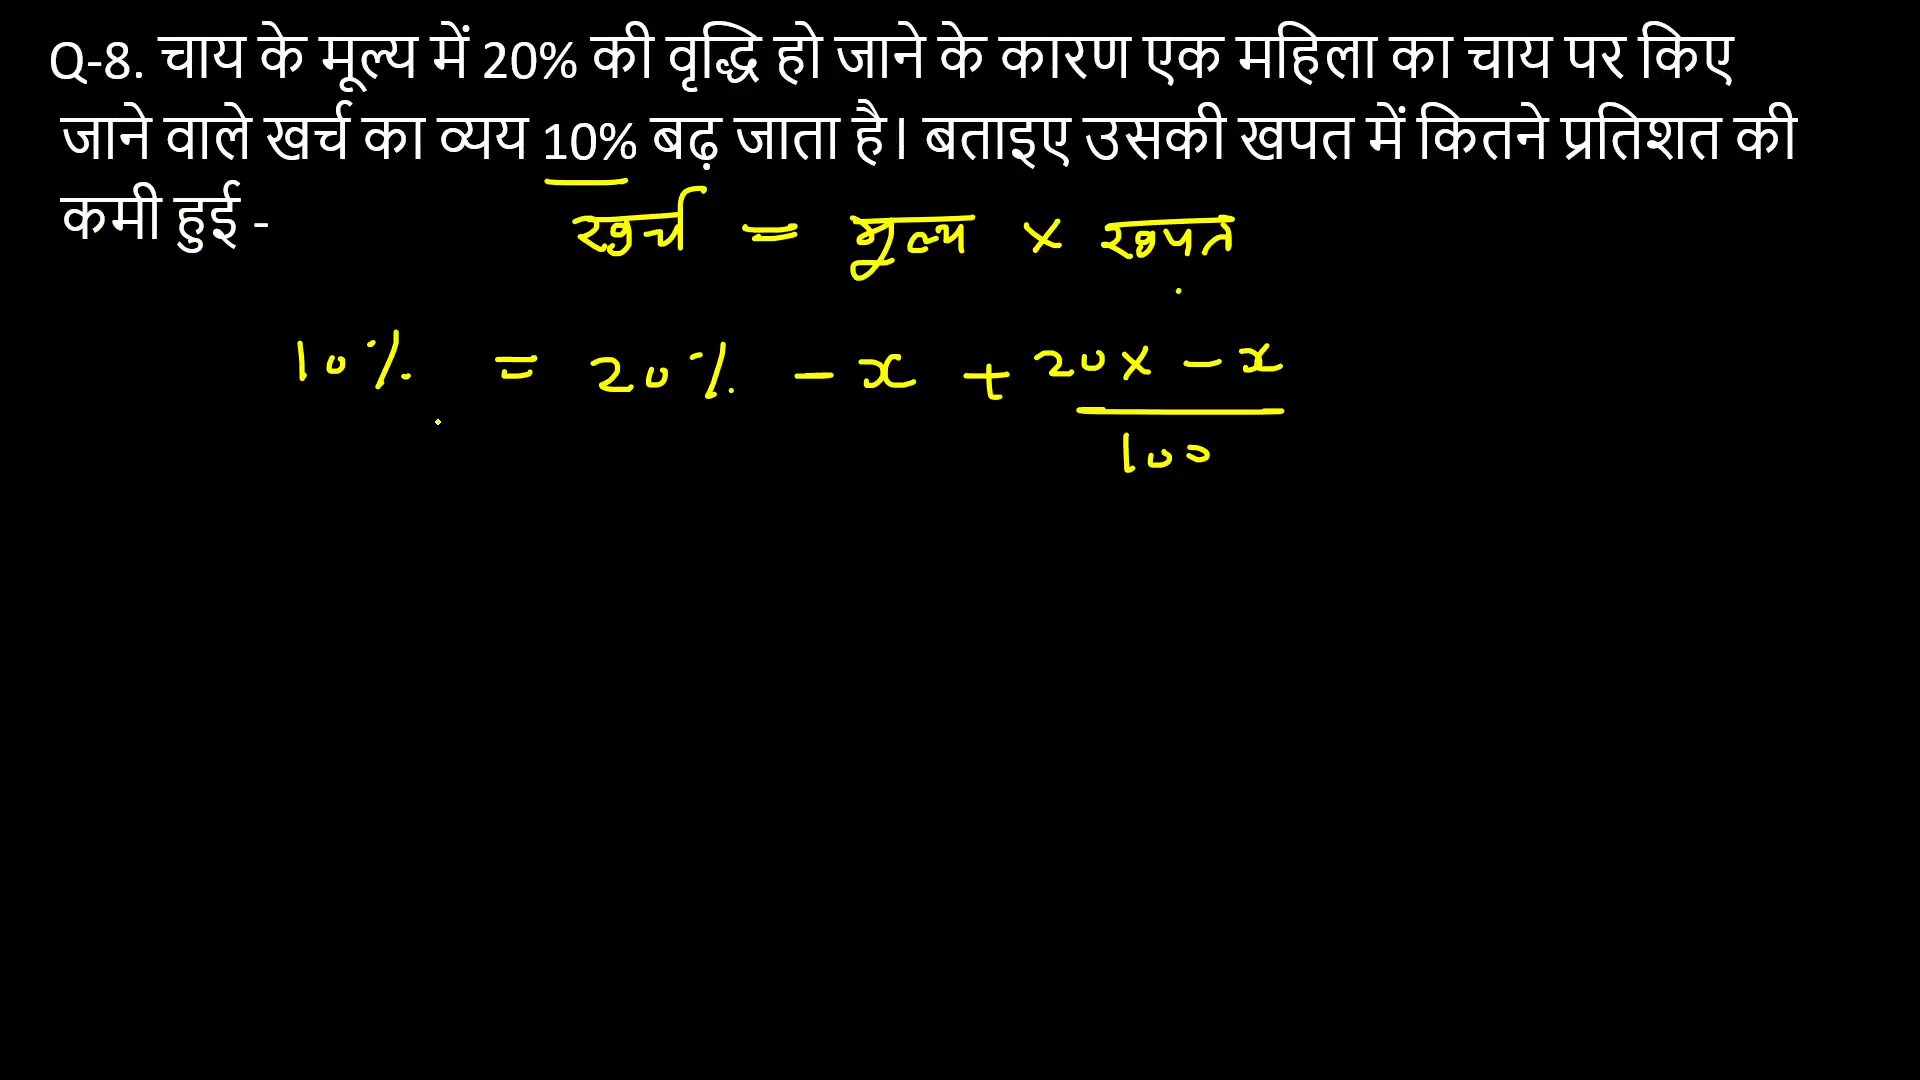 Q-8. चाय के मूल्य में 20% की वृद्धि हो जाने के कारण एक महिला का चाय पर किए
जाने वाले खर्च का व्यय 10% बढ़ जाता है। बताइए उसकी खपत में कितने प्रतिशत की
कमी हुई -
खर्च = मूल्य × खपत
10% = 20% - x + 20 × - x
100